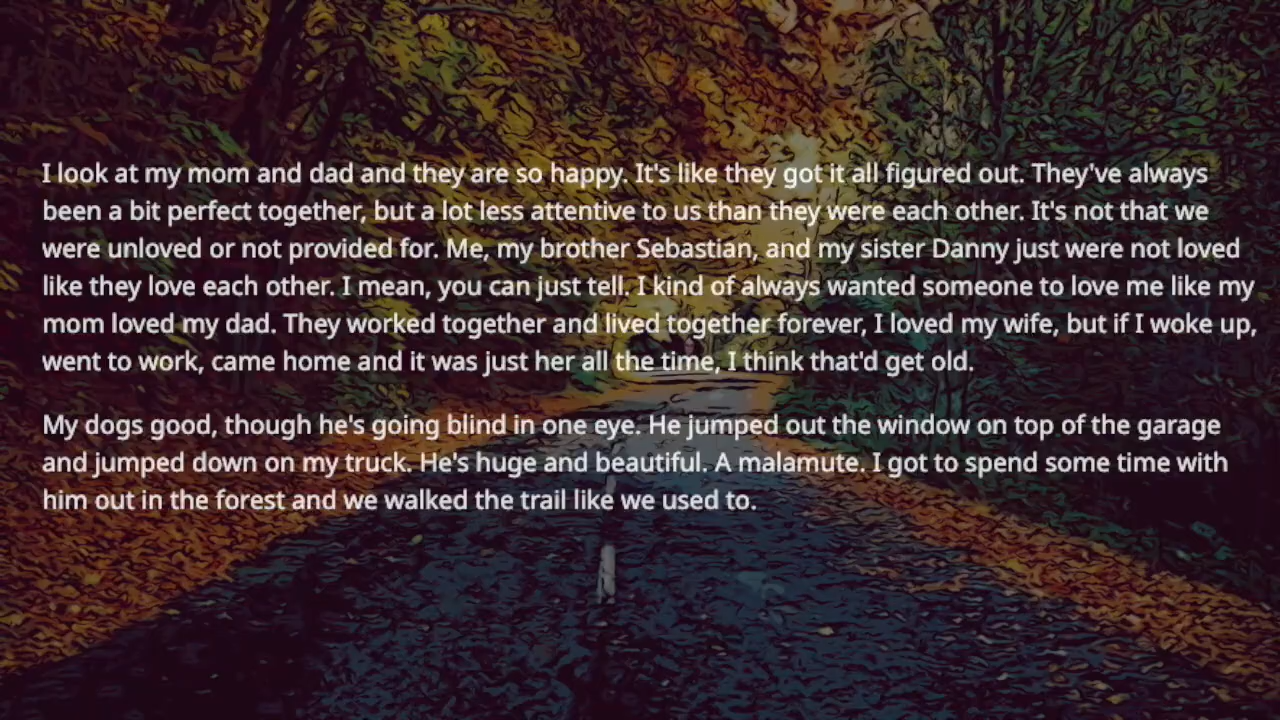 I look at my mom and dad and they are so happy. It's like they got it all figured out. They've always
been a bit perfect together, but a lot less attentive to us than they were each other. It's not that we
were unloved or not provided for. Me, my brother Sebastian, and my sister Danny just were not loved
like they love each other. I mean, you can just tell. I kind of always wanted someone to love me like my
mom loved my dad. They worked together and lived together forever, I loved my wife, but if I woke up,
went to work, came home and it was just her all the time, I think that'd get old.
My dogs good, though he's going blind in one eye. He jumped out the window on top of the garage
and jumped down on my truck. He's huge and beautiful. A malamute. I got to spend some time with
him out in the forest and we walked the trail like we used to.